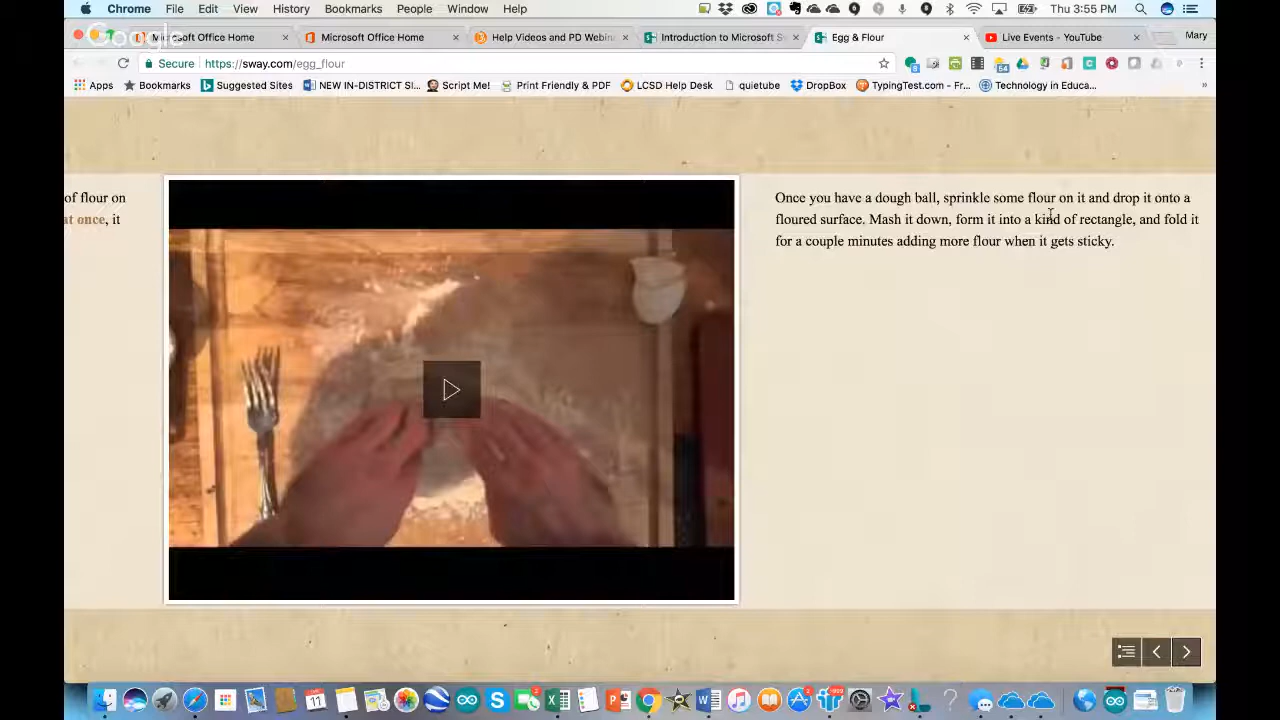 Chrome File Edit View History Bookmarks People Window Help Thu 3:55 PM
Google
Microsoft Office Home Microsoft Office Home Help Videos and PD Webin Introduction to Microsoft S Egg & Flour Live Events - YouTube Mary
Secure https://sway.com/egg_flour
Apps Bookmarks Suggested Sites NEW IN-DISTRICT SI... Script Me! Print Friendly & PDF LCSD Help Desk quietube DropBox TypingTest.com - Fr... Technology in Educa...
of flour on
at once, it
Once you have a dough ball, sprinkle some flour on it and drop it onto a
floured surface. Mash it down, form it into a kind of rectangle, and fold it
for a couple minutes adding more flour when it gets sticky.